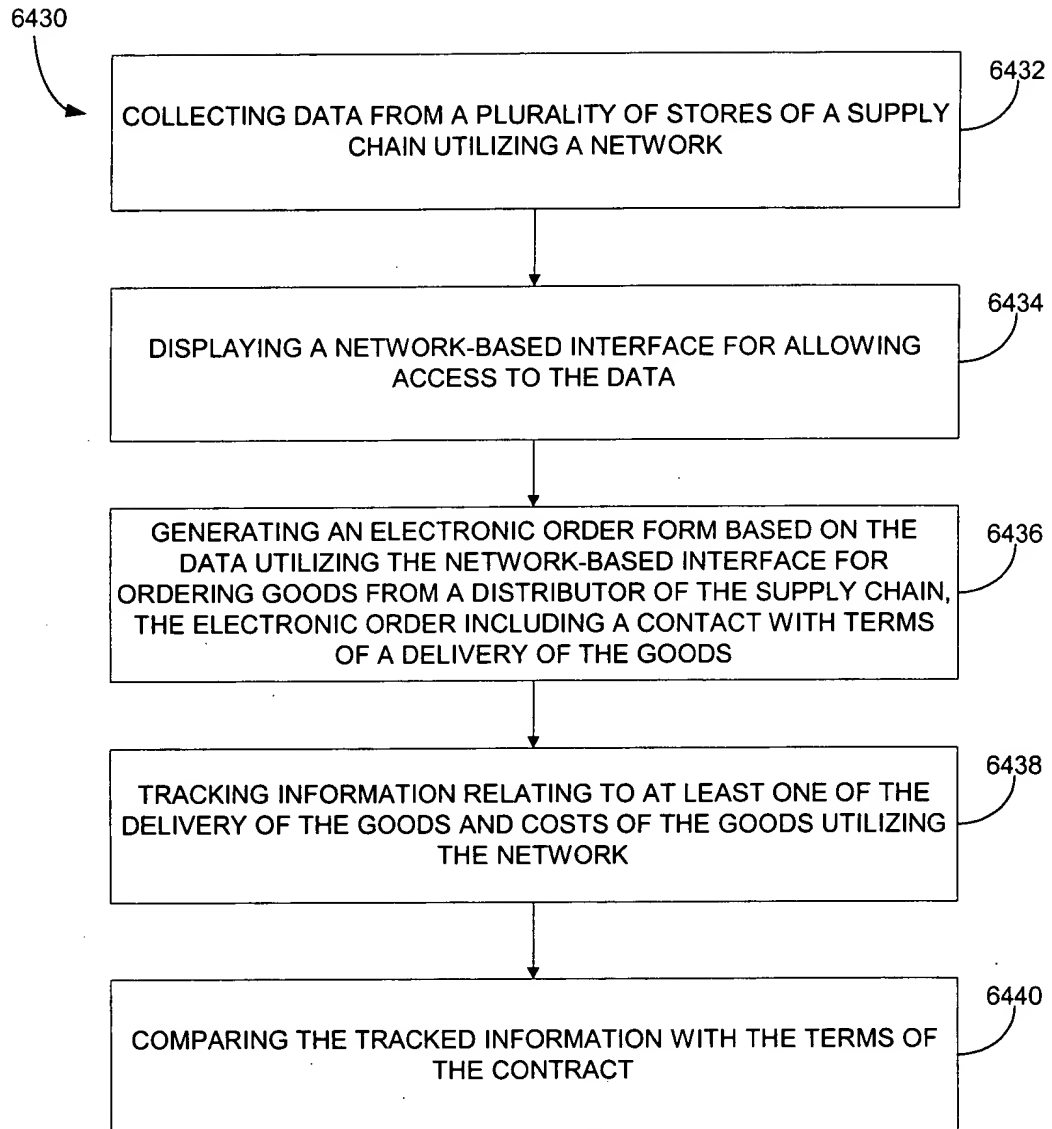 6430
6432
COLLECTING DATA FROM A PLURALITY OF STORES OF A SUPPLY
CHAIN UTILIZING A NETWORK
6434
DISPLAYING A NETWORK-BASED INTERFACE FOR ALLOWING
ACCESS TO THE DATA
6436
GENERATING AN ELECTRONIC ORDER FORM BASED ON THE
DATA UTILIZING THE NETWORK-BASED INTERFACE FOR
ORDERING GOODS FROM A DISTRIBUTOR OF THE SUPPLY CHAIN,
THE ELECTRONIC ORDER INCLUDING A CONTACT WITH TERMS
OF A DELIVERY OF THE GOODS
6438
TRACKING INFORMATION RELATING TO AT LEAST ONE OF THE
DELIVERY OF THE GOODS AND COSTS OF THE GOODS UTILIZING
THE NETWORK
6440
COMPARING THE TRACKED INFORMATION WITH THE TERMS OF
THE CONTRACT